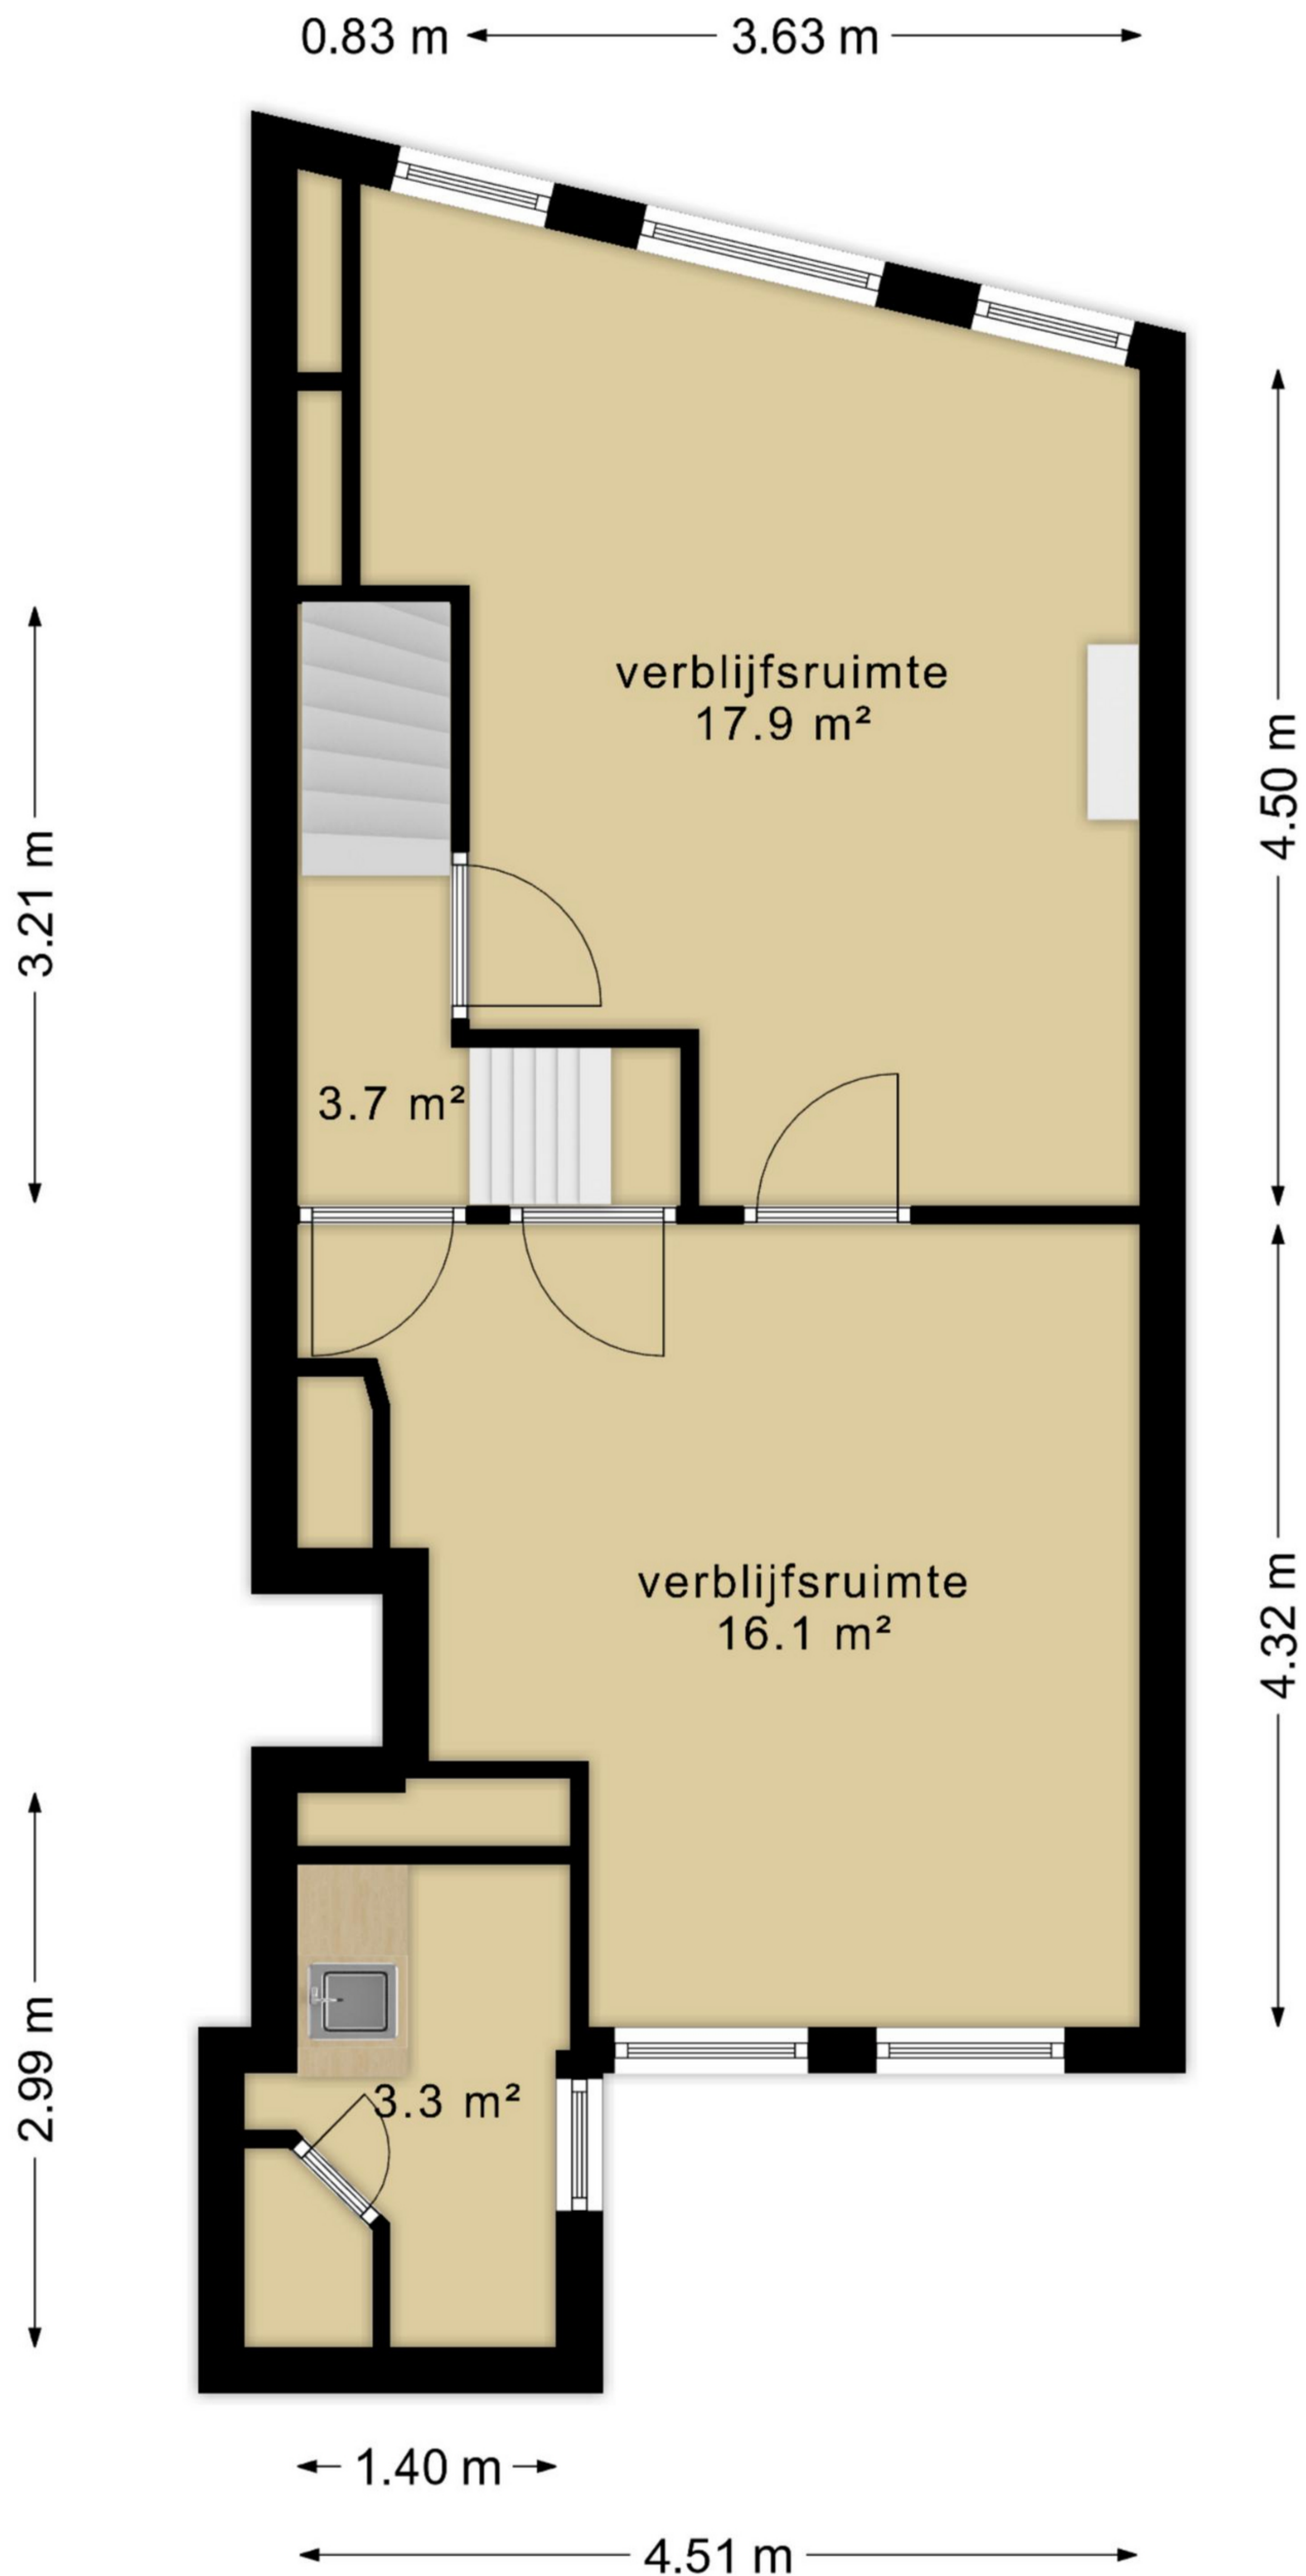 0.83 m
3.63 m
verblijfsruimte
17.9 m²
4.50 m
3.21 m
3.7 m²
verblijfsruimte
16.1 m²
4.32 m
2.99 m
3.3 m²
1.40 m
4.51 m